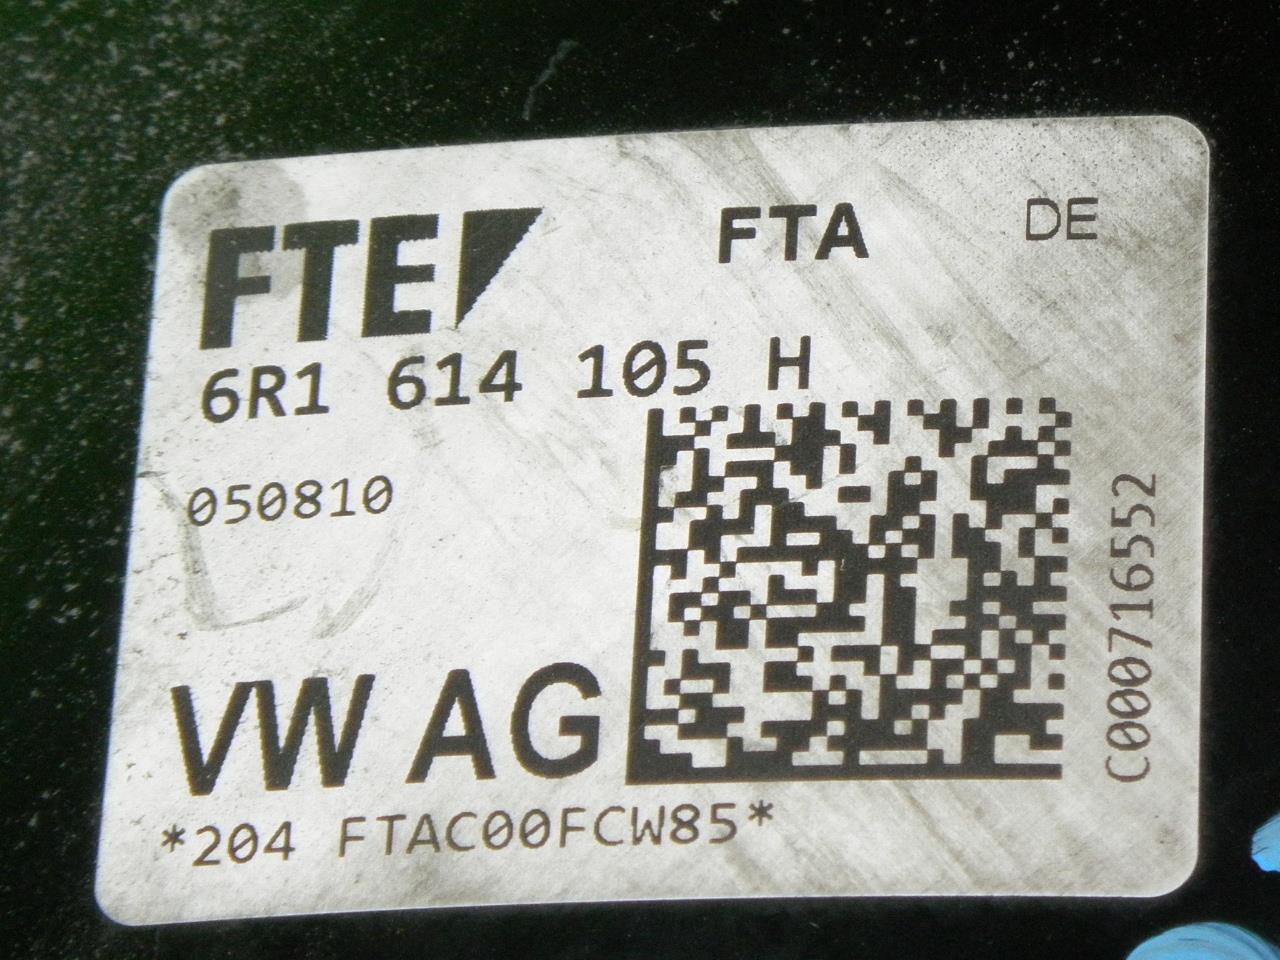 FTE FTA DE
6R1 614 105 H
050810
C000716552
VW AG
*204 FTAC00FCW85*